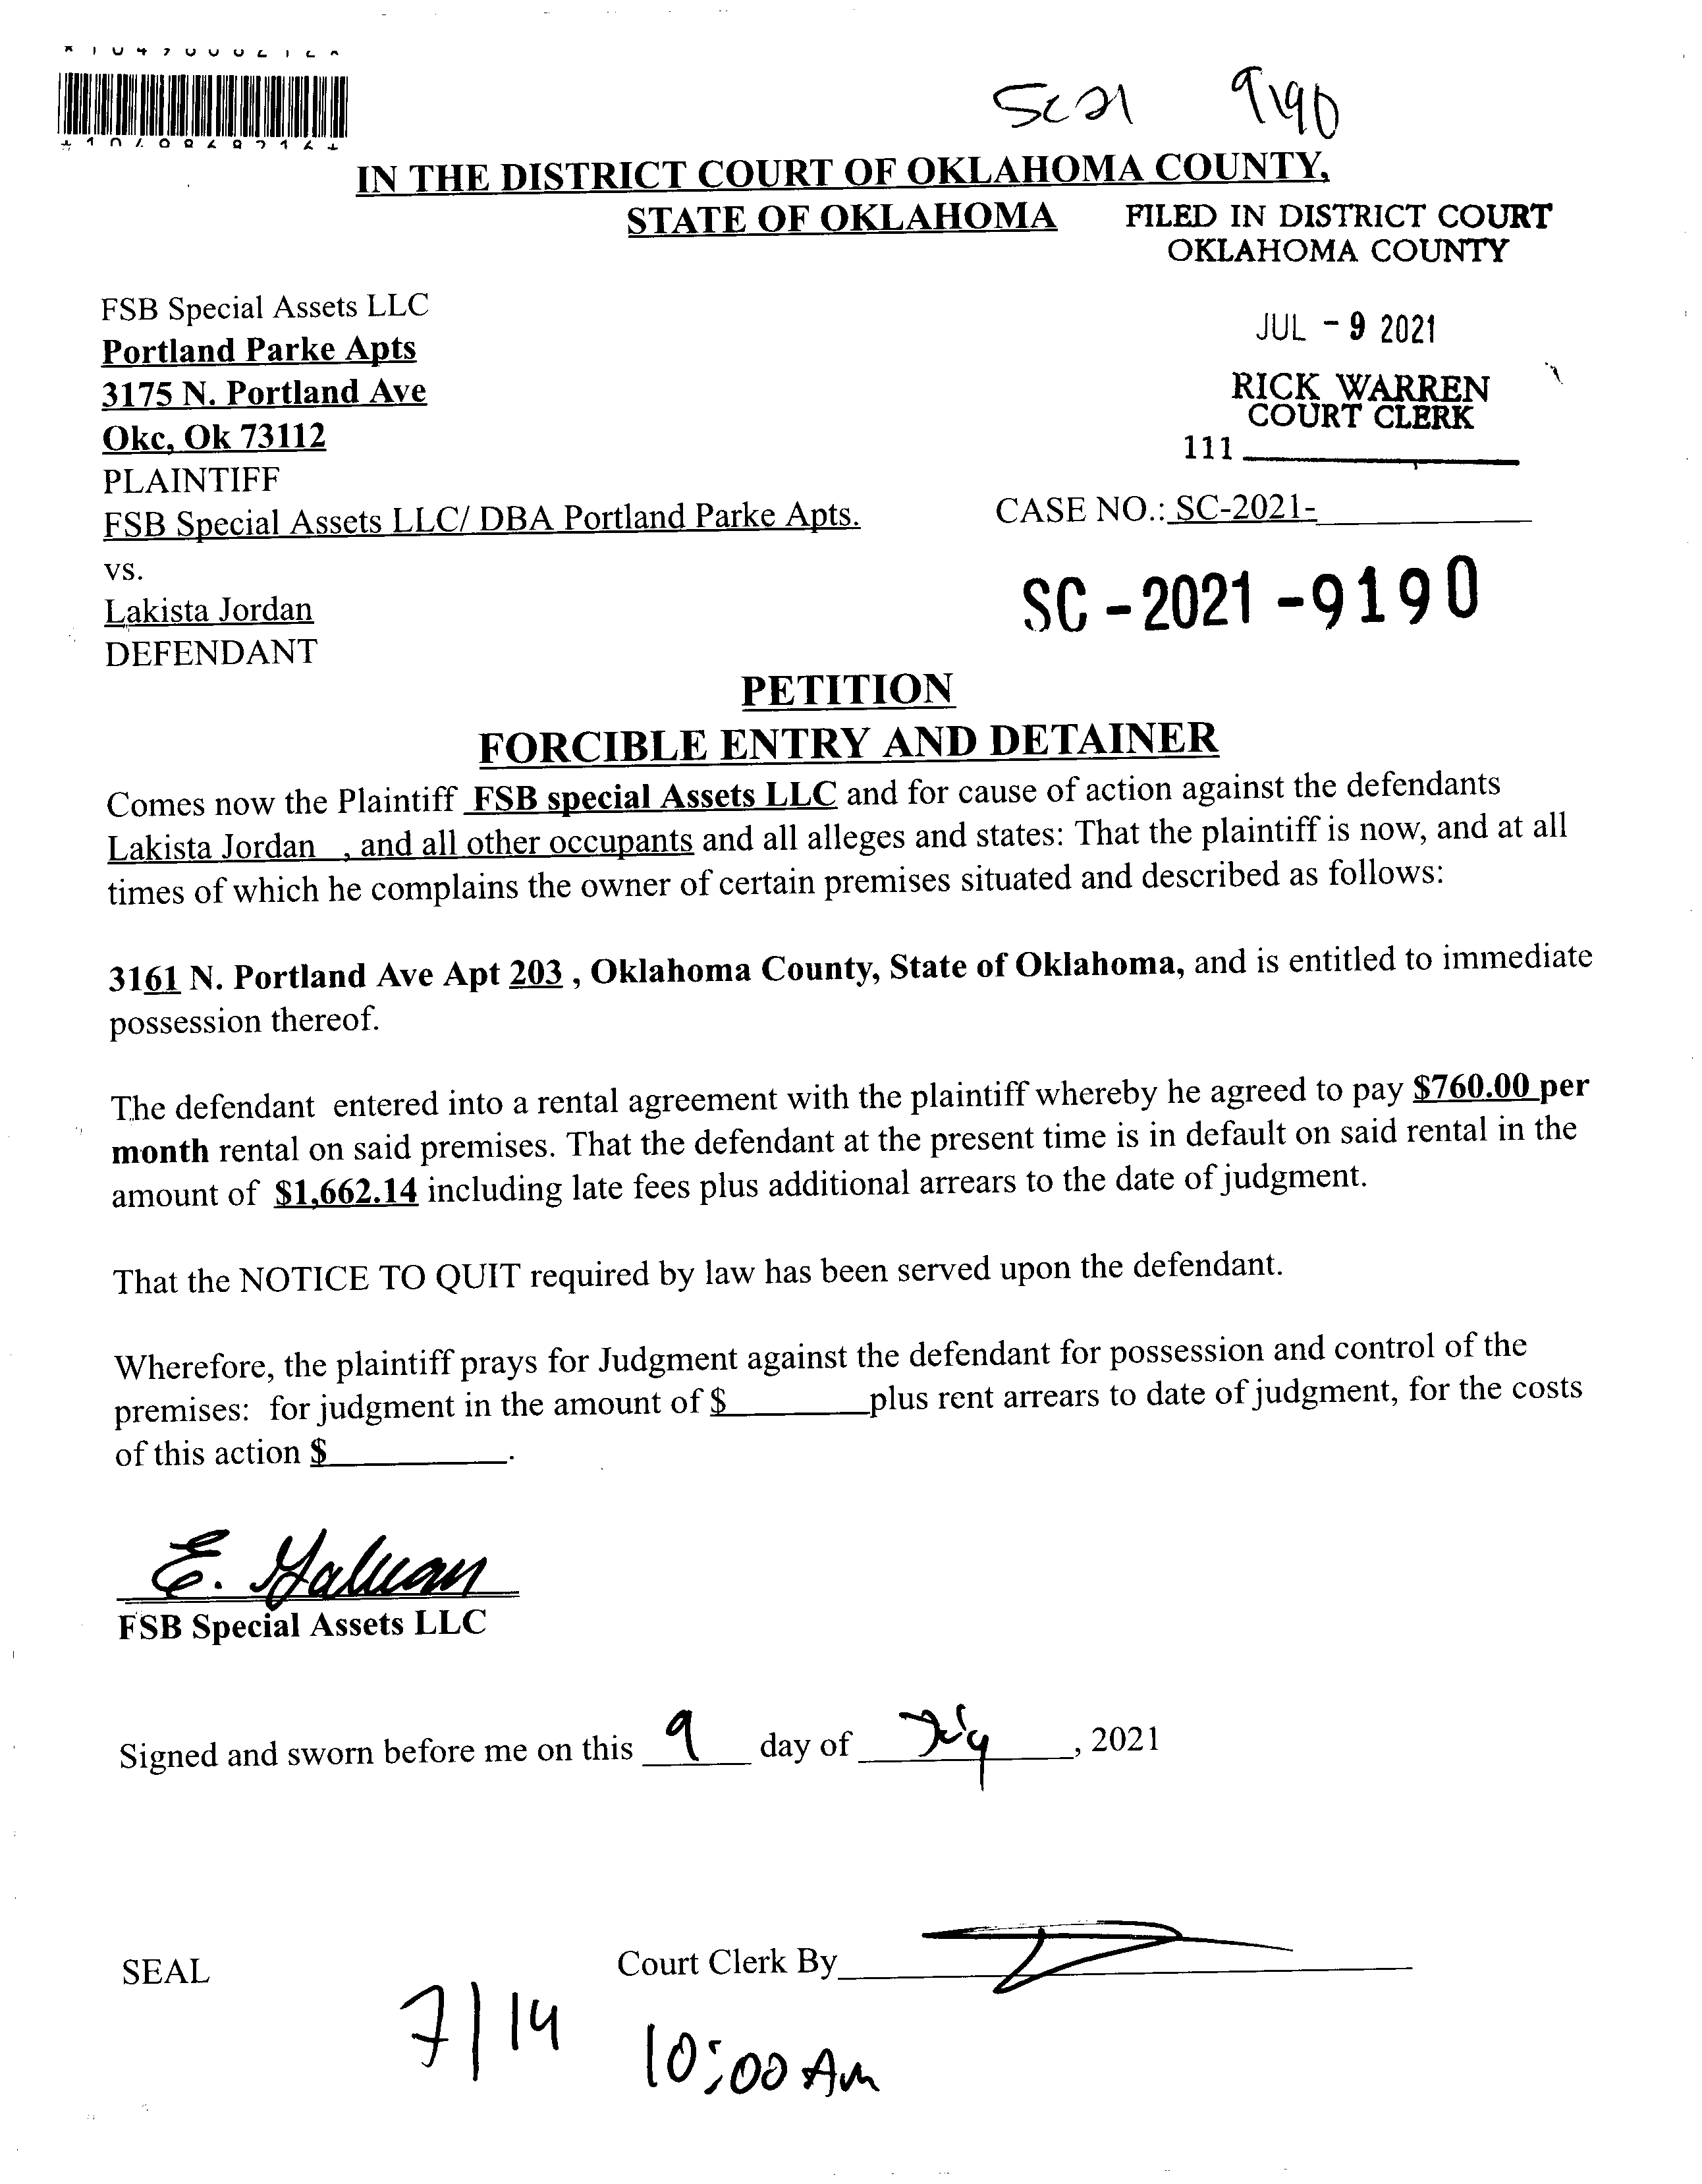 SC21 9190
IN THE DISTRICT COURT OF OKLAHOMA COUNTY,
STATE OF OKLAHOMA
FILED IN DISTRICT COURT
OKLAHOMA COUNTY
JUL - 9 2021
RICK WARREN
COURT CLERK
111
FSB Special Assets LLC
Portland Parke Apts
3175 N. Portland Ave
Okc, Ok 73112
PLAINTIFF
FSB Special Assets LLC/ DBA Portland Parke Apts.
CASE NO.: SC-2021-
vs.
SC - 2021 - 9190
Lakista Jordan
DEFENDANT
PETITION
FORCIBLE ENTRY AND DETAINER
Comes now the Plaintiff FSB special Assets LLC and for cause of action against the defendants
Lakista Jordan , and all other occupants and all alleges and states: That the plaintiff is now, and at all
times of which he complains the owner of certain premises situated and described as follows:
3161 N. Portland Ave Apt 203 , Oklahoma County, State of Oklahoma, and is entitled to immediate
possession thereof.
The defendant entered into a rental agreement with the plaintiff whereby he agreed to pay $760.00 per
month rental on said premises. That the defendant at the present time is in default on said rental in the
amount of $1,662.14 including late fees plus additional arrears to the date of judgment.
That the NOTICE TO QUIT required by law has been served upon the defendant.
Wherefore, the plaintiff prays for Judgment against the defendant for possession and control of the
premises: for judgment in the amount of $________plus rent arrears to date of judgment, for the costs
of this action $__________.
E.
FSB Special Assets LLC
Signed and sworn before me on this 9 day of July, 2021
SEAL
Court Clerk By
7/14 10:00 Am